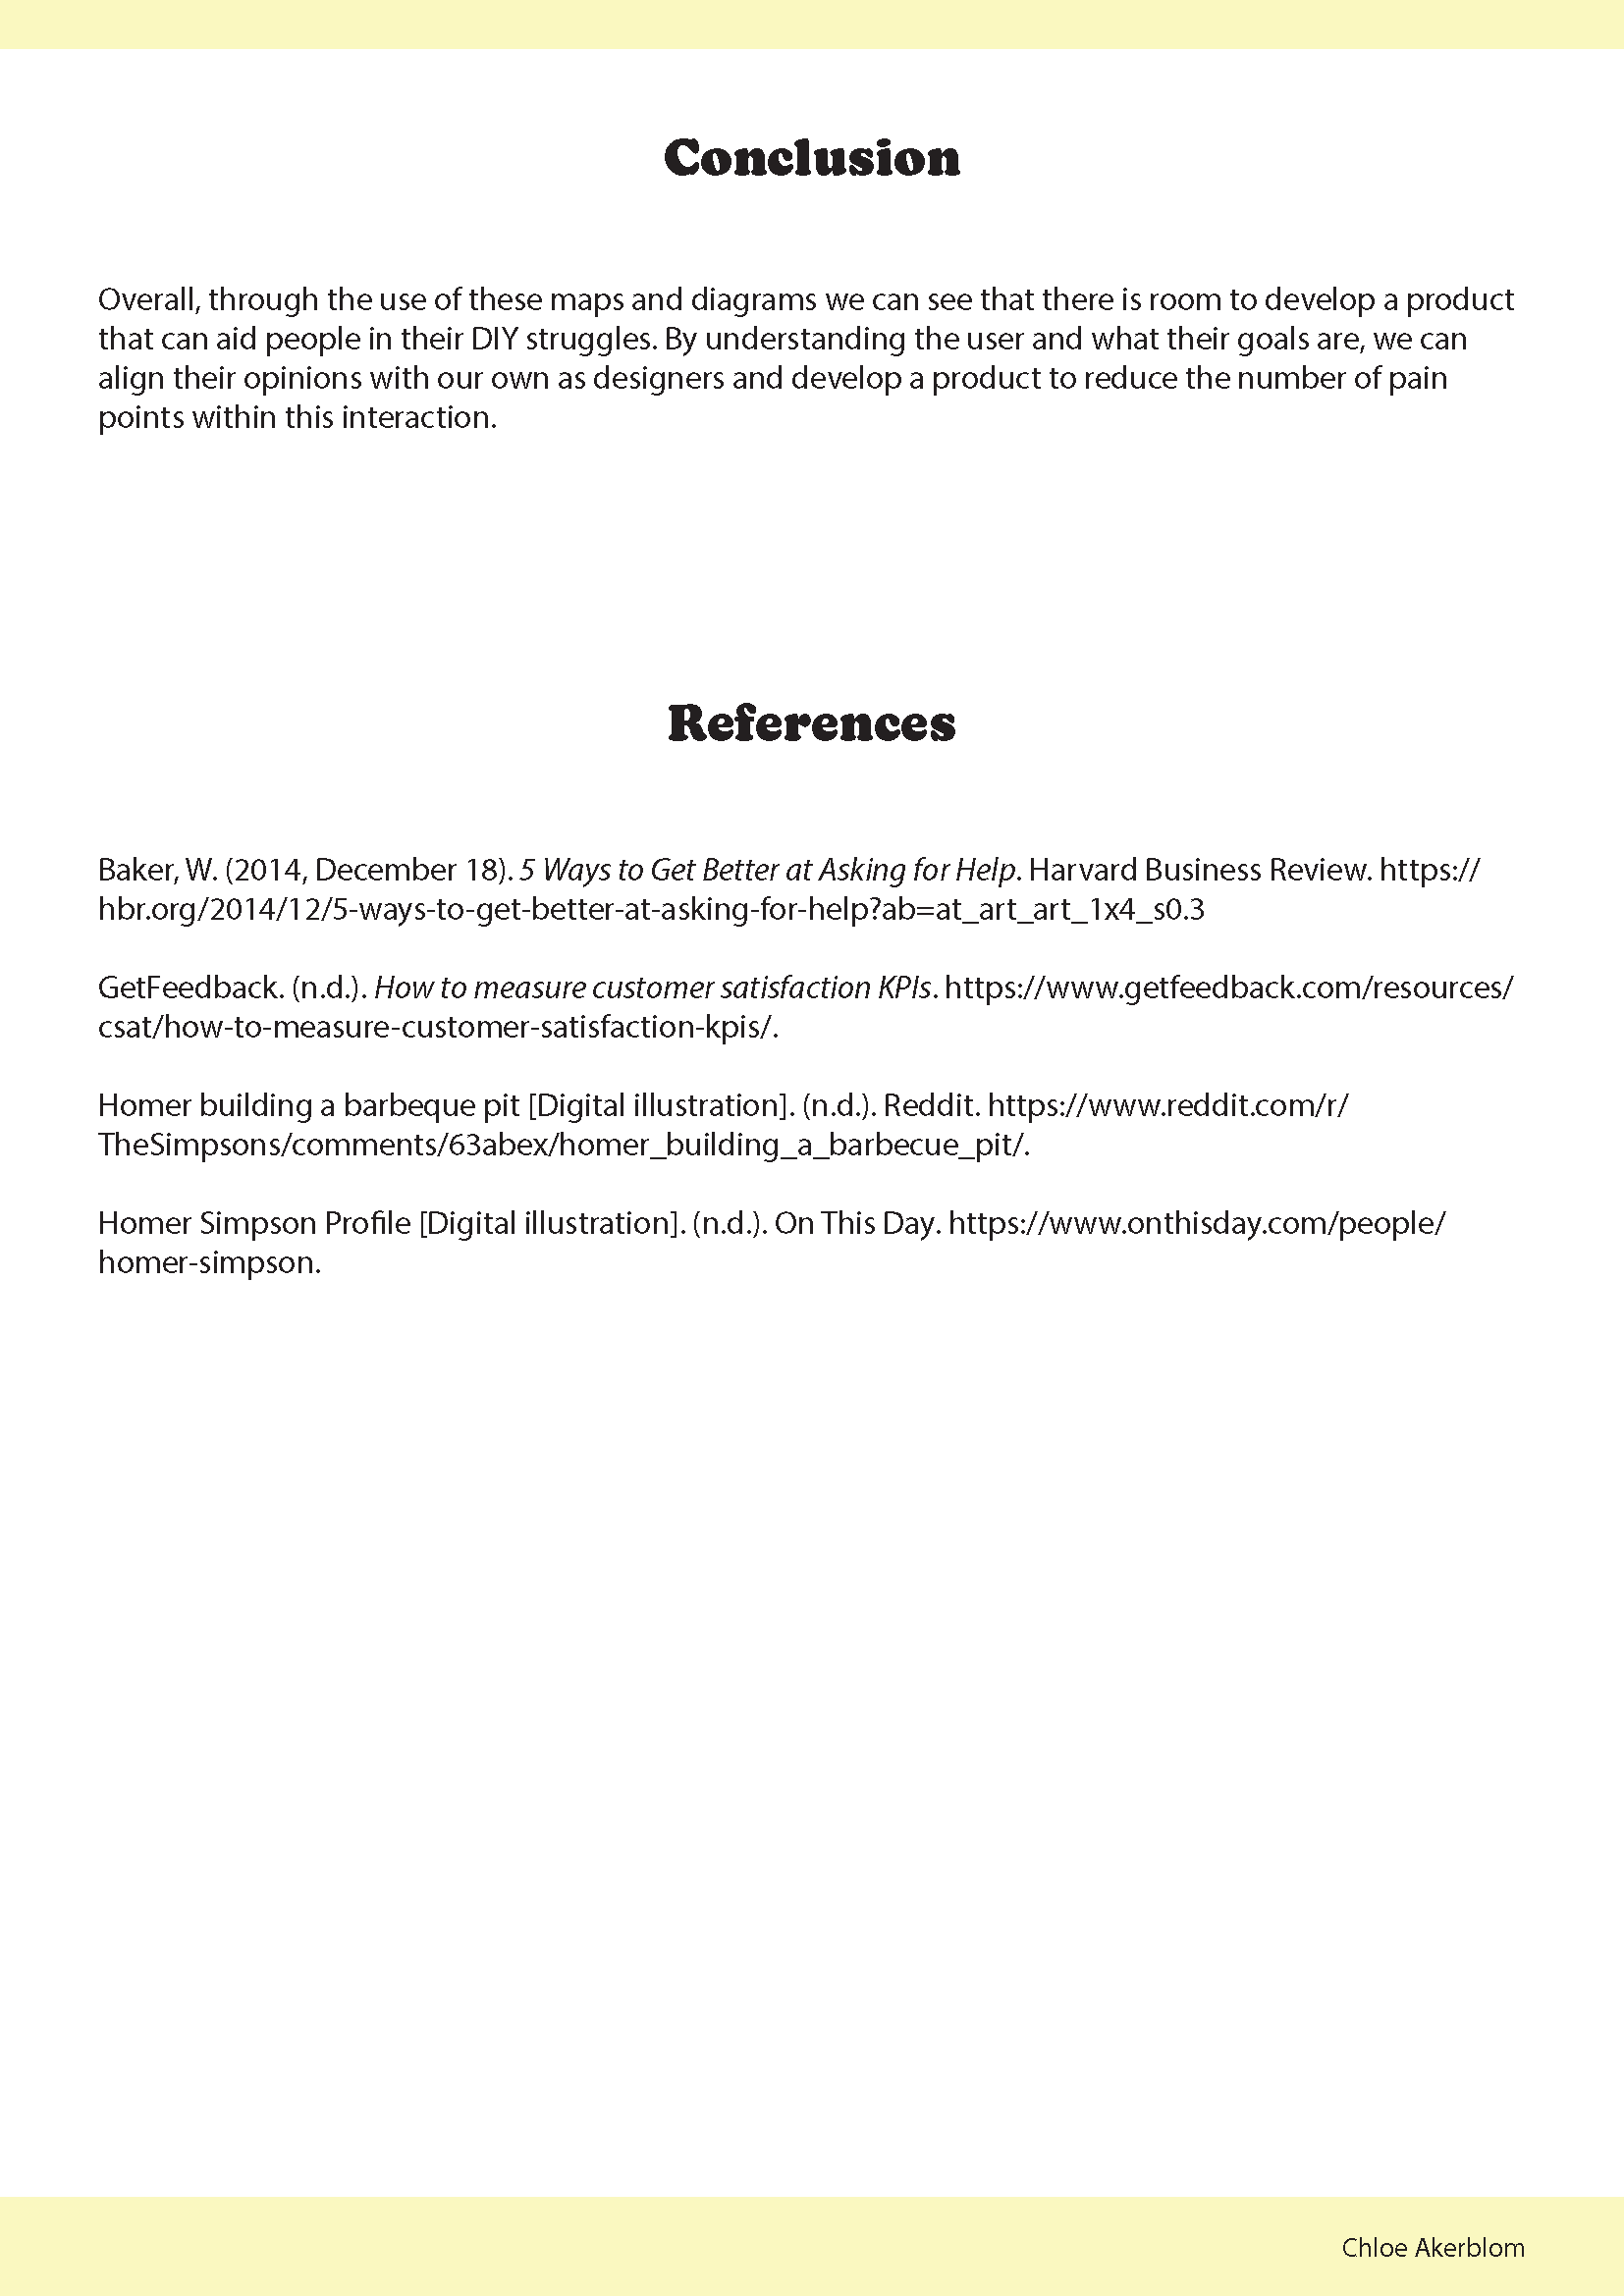 Conclusion
Overall, through the use of these maps and diagrams we can see that there is room to develop a product
that can aid people in their DIY struggles. By understanding the user and what their goals are, we can
align their opinions with our own as designers and develop a product to reduce the number of pain
points within this interaction.
References
Baker, W. (2014, December 18). 5 Ways to Get Better at Asking for Help. Harvard Business Review. https://
hbr.org/2014/12/5-ways-to-get-better-at-asking-for-help?ab=at_art_art_1x4_s0.3
GetFeedback. (n.d.). How to measure customer satisfaction KPIs. https://www.getfeedback.com/resources/
csat/how-to-measure-customer-satisfaction-kpis/.
Homer building a barbeque pit [Digital illustration]. (n.d.). Reddit. https://www.reddit.com/r/
TheSimpsons/comments/63abex/homer_building_a_barbecue_pit/.
Homer Simpson Profile [Digital illustration]. (n.d.). On This Day. https://www.onthisday.com/people/
homer-simpson.
Chloe Akerblom